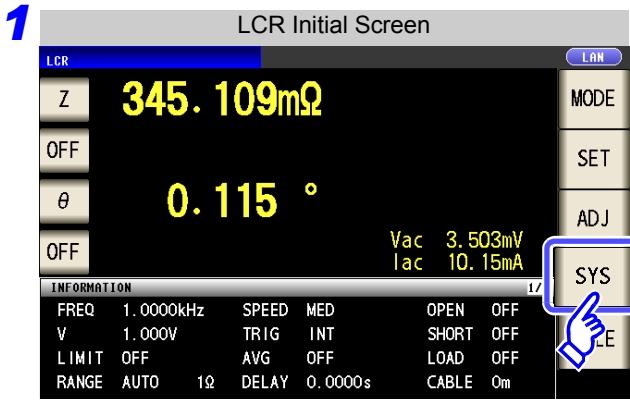 1
LCR Initial Screen
LCR
LAN
Z 345.109mΩ
OFF
θ 0.115 °
OFF
Vac 3.503mV
Iac 10.15mA
MODE
SET
ADJ
SYS
INFORMATION 1/
FREQ 1.0000kHz SPEED MED OPEN OFF
V 1.000V TRIG INT SHORT OFF
LIMIT OFF AVG OFF LOAD OFF
RANGE AUTO 1Ω DELAY 0.0000s CABLE 0m